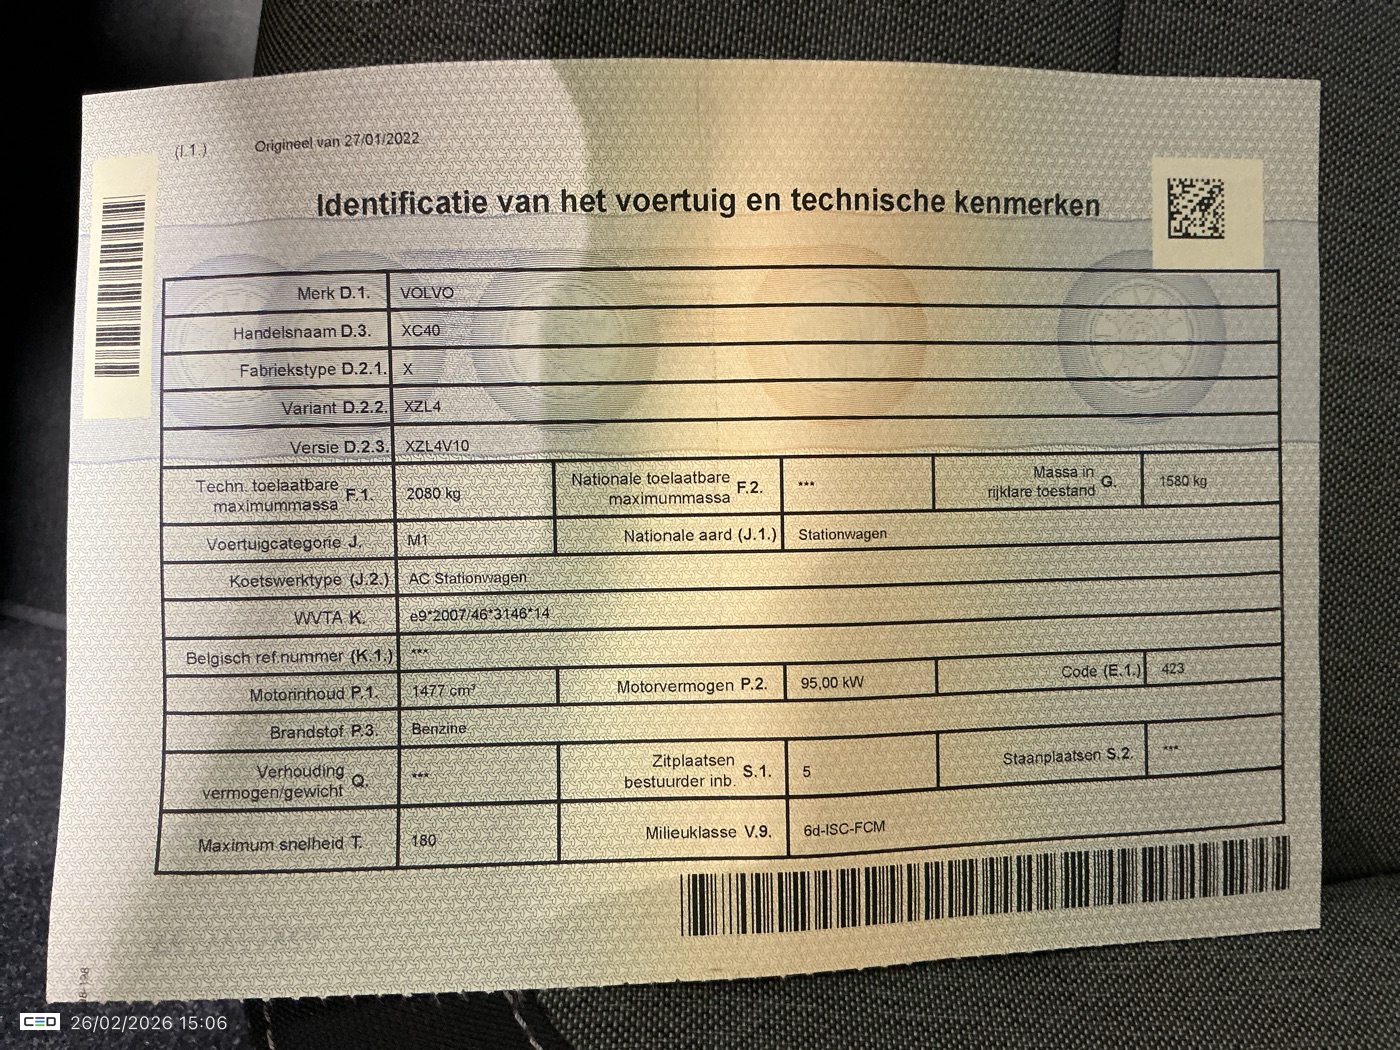 (I.1.) Origineel van 27/01/2022
Identificatie van het voertuig en technische kenmerken
Merk D.1. VOLVO
Handelsnaam D.3. XC40
Fabriekstype D.2.1. X
Variant D.2.2. XZL4
Versie D.2.3. XZL4V10
Techn. toelaatbare maximummassa F.1. 2080 kg Nationale toelaatbare maximummassa F.2. *** Massa in rijklare toestand G. 1580 kg
Voertuigcategorie J. M1 Nationale aard (J.1.) Stationwagen
Koetswerktype (J.2.) AC Stationwagen
WVTA K. e9*2007/46*3146*14
Belgisch ref.nummer (K.1.) ***
Motorinhoud P.1. 1477 cm³ Motorvermogen P.2. 95,00 kW Code (E.1.) 423
Brandstof P.3. Benzine
Verhouding vermogen/gewicht Q. *** Zitplaatsen bestuurder inb. S.1. 5 Staanplaatsen S.2. ***
Maximum snelheid T. 180 Milieuklasse V.9. 6d-ISC-FCM
CED 26/02/2026 15:06